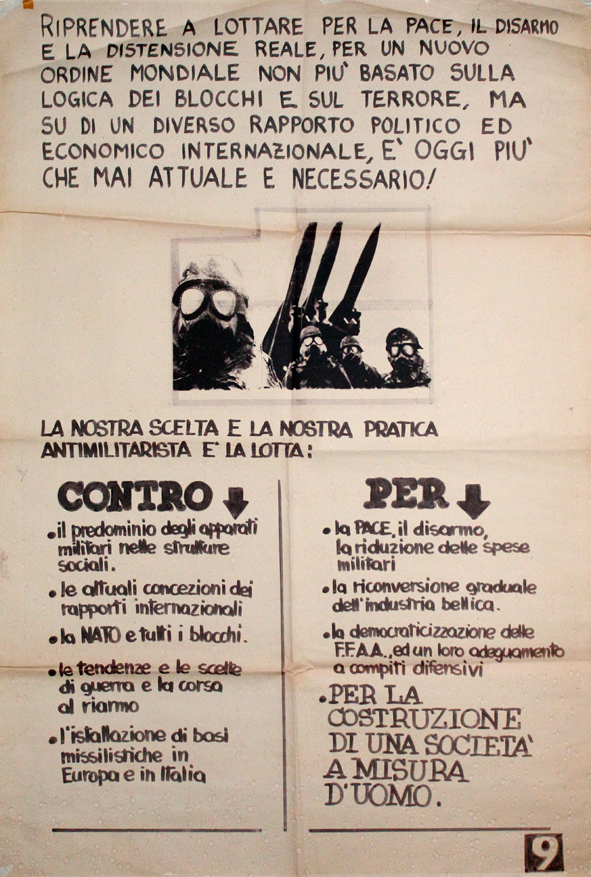 RIPRENDERE A LOTTARE PER LA PACE, IL DISARMO
E LA DISTENSIONE REALE, PER UN NUOVO
ORDINE MONDIALE NON PIU' BASATO SULLA
LOGICA DEI BLOCCHI E SUL TERRORE, MA
SU DI UN DIVERSO RAPPORTO POLITICO ED
ECONOMICO INTERNAZIONALE, E' OGGI PIU'
CHE MAI ATTUALE E NECESSARIO!
LA NOSTRA SCELTA E LA NOSTRA PRATICA
ANTIMILITARISTA E' LA LOTTA:
CONTRO
• il predominio degli apparati
militari nelle strutture
sociali.
• le attuali concezioni dei
rapporti internazionali
• la NATO e tutti i blocchi.
• le tendenze e le scelte
di guerra e la corsa
al riarmo
• l'istallazione di basi
missilistiche in
Europa e in Italia
PER
• la PACE, il disarmo,
la riduzione delle spese
militari
• la riconversione graduale
dell'industria bellica.
• la democraticizzazione delle
F.F.A.A., ed un loro adeguamento
a compiti difensivi
• PER LA
COSTRUZIONE
DI UNA SOCIETA'
A MISURA
D'UOMO.
9